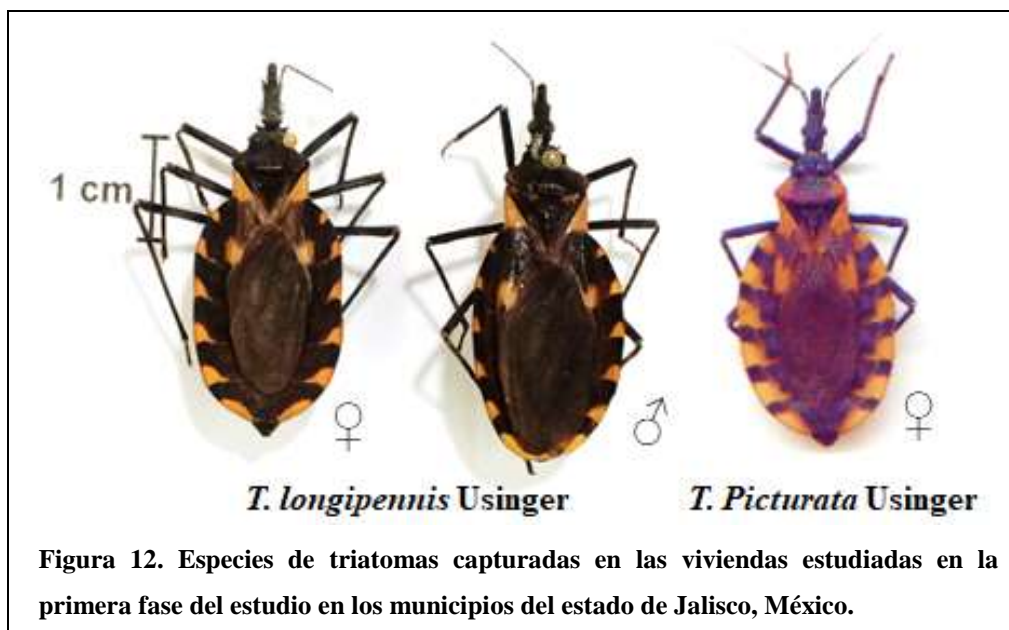 1 cm
♀
♂
♀
T. longipennis Usinger
T. Picturata Usinger
Figura 12. Especies de triatomas capturadas en las viviendas estudiadas en la
primera fase del estudio en los municipios del estado de Jalisco, México.